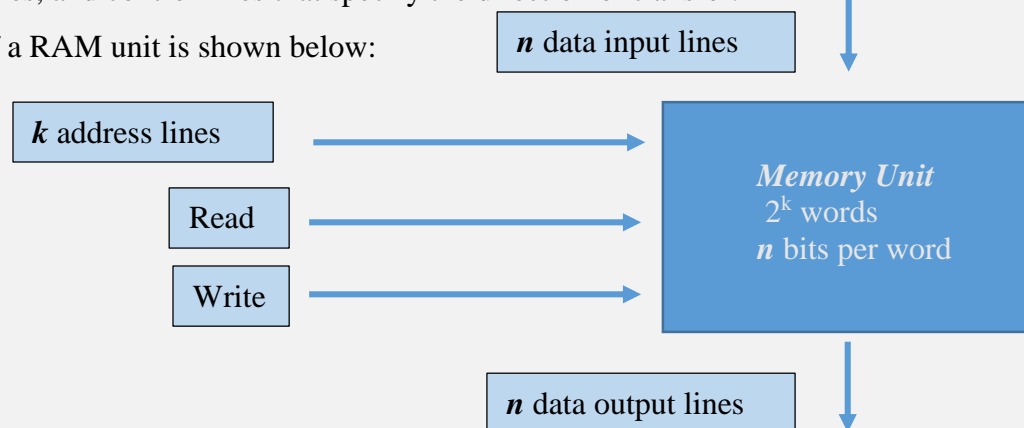 a RAM unit is shown below:
n data input lines
k address lines
Memory Unit
2^k words
n bits per word
Read
Write
n data output lines